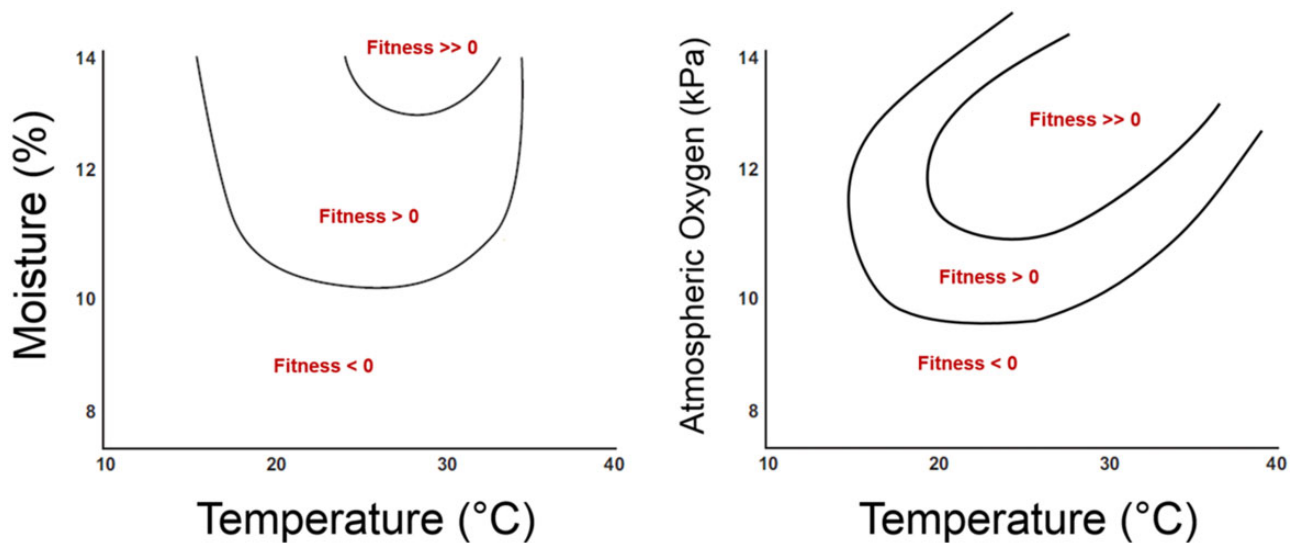 Fitness >> 0
14
12
10
8
Moisture (%)
Fitness > 0
Fitness < 0
10
20
30
40
Temperature (°C)
Atmospheric Oxygen (kPa)
14
12
10
8
Fitness >> 0
Fitness > 0
Fitness < 0
10
20
30
40
Temperature (°C)